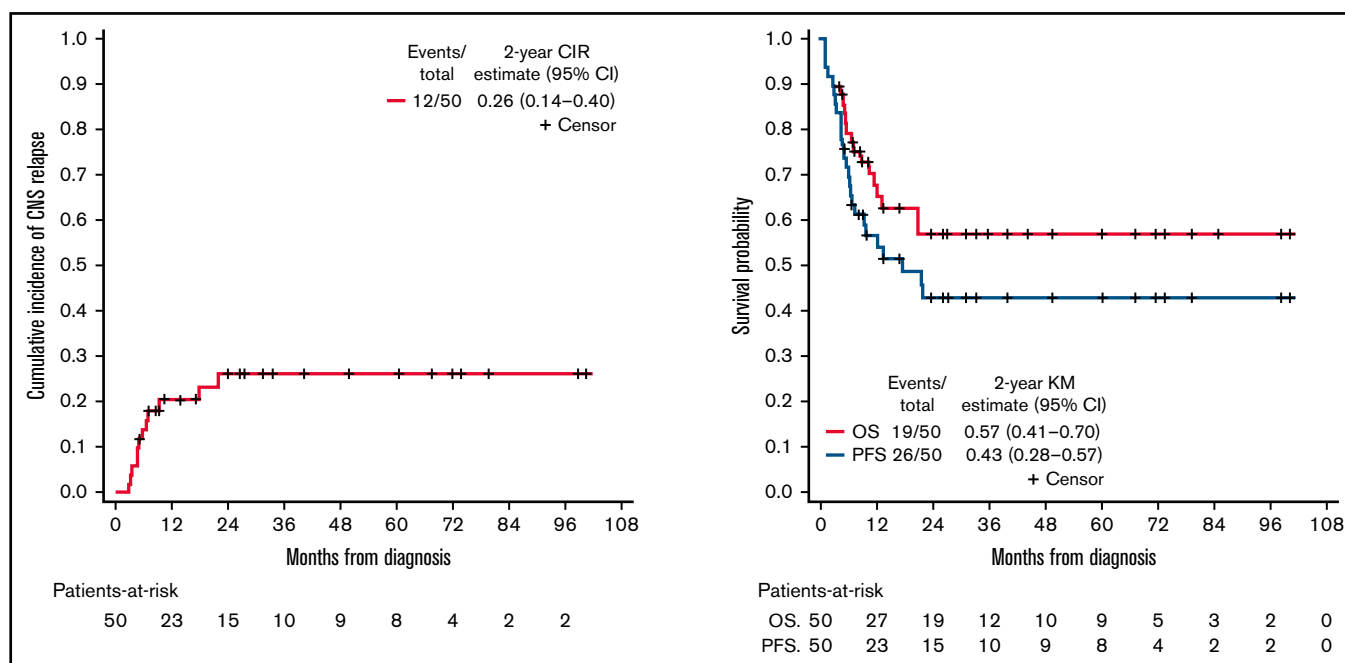 Events/ 2-year CIR
total estimate (95% CI)
12/50 0.26 (0.14–0.40)
+ Censor
1.0
0.9
0.8
0.7
0.6
0.5
0.4
0.3
0.2
0.1
0.0
Cumulative incidence of CNS relapse
0 12 24 36 48 60 72 84 96 108
Months from diagnosis
Patients-at-risk
50 23 15 10 9 8 4 2 2
1.0
0.9
0.8
0.7
0.6
0.5
0.4
0.3
0.2
0.1
0.0
Survival probability
Events/ 2-year KM
total estimate (95% CI)
OS 19/50 0.57 (0.41–0.70)
PFS 26/50 0.43 (0.28–0.57)
+ Censor
0 12 24 36 48 60 72 84 96 108
Months from diagnosis
Patients-at-risk
OS. 50 27 19 12 10 9 5 3 2 0
PFS. 50 23 15 10 9 8 4 2 2 0